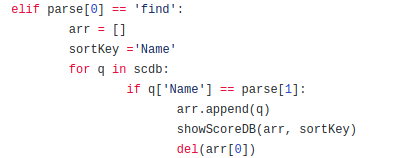 elif parse[0] == 'find':
arr = []
sortKey ='Name'
for q in scdb:
if q['Name'] == parse[1]:
arr.append(q)
showScoreDB(arr, sortKey)
del(arr[0])